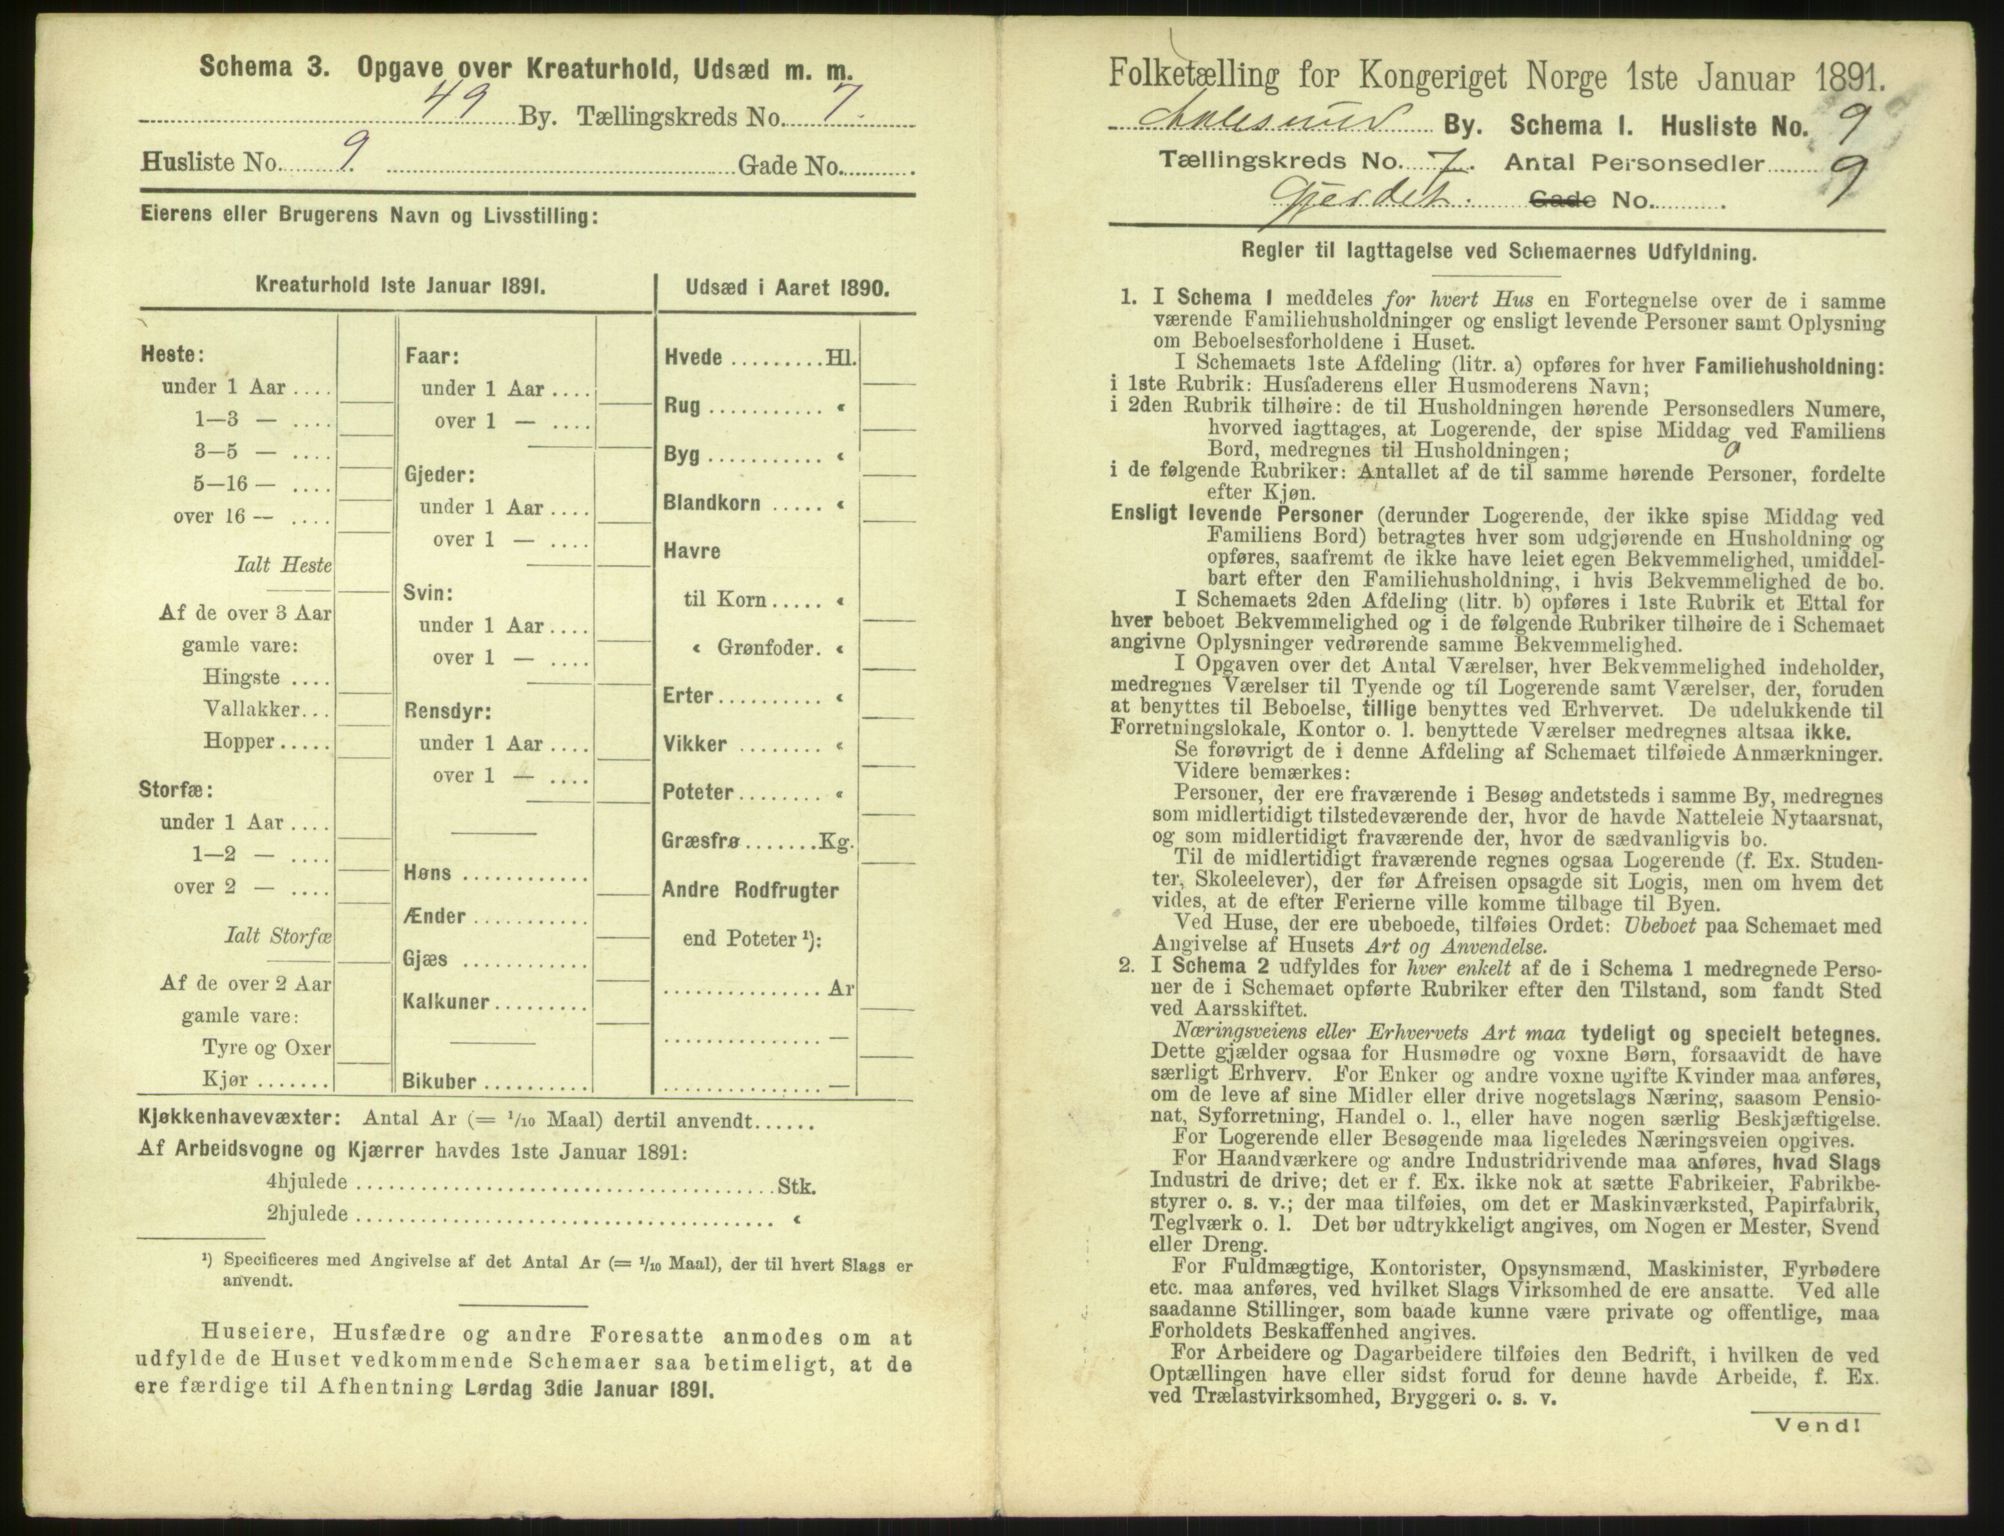 Schema 3. Opgave over Kreaturhold, Udsæd m. m.
49 By. Tællingskreds No. 7.
Husliste No. 9. Gade No.
Eierens eller Brugerens Navn og Livsstilling:
Kreaturhold 1ste Januar 1891.
Heste:
under 1 Aar ....
1—3 — ....
3—5 — ....
5—16 — ....
over 16 — ....
Ialt Heste
Af de over 3 Aar
gamle vare:
Hingste ....
Vallakker...
Hopper.....
Storfæ:
under 1 Aar ....
1—2 — ....
over 2 — ....
Ialt Storfæ
Af de over 2 Aar
gamle vare:
Tyre og Oxer
Kjør .......
Faar:
under 1 Aar ....
over 1 — ....
Gjeder:
under 1 Aar ....
over 1 — ....
Svin:
under 1 Aar ....
over 1 — ....
Rensdyr:
under 1 Aar ....
over 1 — ....
Høns ............
Ænder ...........
Gjæs ............
Kalkuner .........
Bikuber ..........
Udsæd i Aaret 1890.
Hvede .........Hl.
Rug ........... «
Byg ........... «
Blandkorn ..... «
Havre
til Korn ..... «
« Grønfoder. «
Erter .......... «
Vikker ......... «
Poteter ........ «
Græsfrø .......Kg.
Andre Rodfrugter
end Poteter ¹):
............... Ar
............... —
............... —
Kjøkkenhavevæxter: Antal Ar (= 1/10 Maal) dertil anvendt......
Af Arbeidsvogne og Kjærrer havdes 1ste Januar 1891:
4hjulede ........................................Stk.
2hjulede ........................................ «
¹) Specificeres med Angivelse af det Antal Ar (= 1/10 Maal), der til hvert Slags er
anvendt.
Huseiere, Husfædre og andre Foresatte anmodes om at
udfylde de Huset vedkommende Schemaer saa betimeligt, at de
ere færdige til Afhentning Lørdag 3die Januar 1891.
Folketælling for Kongeriget Norge 1ste Januar 1891.
Aalesund By. Schema 1. Husliste No. 9
Tællingskreds No. 7. Antal Personsedler 9
Gjerdet. Gade No. .
Regler til Iagttagelse ved Schemaernes Udfyldning.
1. I Schema 1 meddeles for hvert Hus en Fortegnelse over de i samme
værende Familiehusholdninger og ensligt levende Personer samt Oplysning
om Beboelsesforholdene i Huset.
I Schemaets 1ste Afdeling (litr. a) opføres for hver Familiehusholdning:
i 1ste Rubrik: Husfaderens eller Husmoderens Navn;
i 2den Rubrik tilhøire: de til Husholdningen hørende Personsedlers Numere,
hvorved iagttages, at Logerende, der spise Middag ved Familiens
Bord, medregnes til Husholdningen;
i de følgende Rubriker: Antallet af de til samme hørende Personer, fordelte
efter Kjøn.
Ensligt levende Personer (derunder Logerende, der ikke spise Middag ved
Familiens Bord) betragtes hver som udgjørende en Husholdning og
opføres, saafremt de ikke have leiet egen Bekvemmelighed, umiddel-
bart efter den Familiehusholdning, i hvis Bekvemmelighed de bo.
I Schemaets 2den Afdeling (litr. b) opføres i 1ste Rubrik et Ettal for
hver beboet Bekvemmelighed og i de følgende Rubriker tilhøire de i Schemaet
angivne Oplysninger vedrørende samme Bekvemmelighed.
I Opgaven over det Antal Værelser, hver Bekvemmelighed indeholder,
medregnes Værelser til Tyende og til Logerende samt Værelser, der, foruden
at benyttes til Beboelse, tillige benyttes ved Erhvervet. De udelukkende til
Forretningslokale, Kontor o. l. benyttede Værelser medregnes altsaa ikke.
Se forøvrigt de i denne Afdeling af Schemaet tilføiede Anmærkninger.
Videre bemærkes:
Personer, der ere fraværende i Besøg andetsteds i samme By, medregnes
som midlertidigt tilstedeværende der, hvor de havde Natteleie Nytaarsnat,
og som midlertidigt fraværende der, hvor de sædvanligvis bo.
Til de midlertidigt fraværende regnes ogsaa Logerende (f. Ex. Studen-
ter, Skoleelever), der før Afreisen opsagde sit Logis, men om hvem det
vides, at de efter Ferierne ville komme tilbage til Byen.
Ved Huse, der ere ubeboede, tilføies Ordet: Ubeboet paa Schemaet med
Angivelse af Husets Art og Anvendelse.
2. I Schema 2 udfyldes for hver enkelt af de i Schema 1 medregnede Perso-
ner de i Schemaet opførte Rubriker efter den Tilstand, som fandt Sted
ved Aarsskiftet.
Næringsveiens eller Erhvervets Art maa tydeligt og specielt betegnes.
Dette gjælder ogsaa for Husmødre og voxne Børn, forsaavidt de have
særligt Erhverv. For Enker og andre voxne ugifte Kvinder maa anføres,
om de leve af sine Midler eller drive nogetslags Næring, saasom Pensio-
nat, Syforretning, Handel o. l., eller have nogen særlig Beskjæftigelse.
For Logerende eller Besøgende maa ligeledes Næringsveien opgives.
For Haandværkere og andre Industridrivende maa anføres, hvad Slags
Industri de drive; det er f. Ex. ikke nok at sætte Fabrikeier, Fabrikbe-
styrer o. s. v.; der maa tilføies, om det er Maskinværksted, Papirfabrik,
Teglværk o. l. Det bør udtrykkeligt angives, om Nogen er Mester, Svend
eller Dreng.
For Fuldmægtige, Kontorister, Opsynsmænd, Maskinister, Fyrbødere
etc. maa anføres, ved hvilket Slags Virksomhed de ere ansatte. Ved alle
saadanne Stillinger, som baade kunne være private og offentlige, maa
Forholdets Beskaffenhed angives.
For Arbeidere og Dagarbeidere tilføies den Bedrift, i hvilken de ved
Optællingen have eller sidst forud for denne havde Arbeide, f. Ex.
ved Trælastvirksomhed, Bryggeri o. s. v.
Vend!